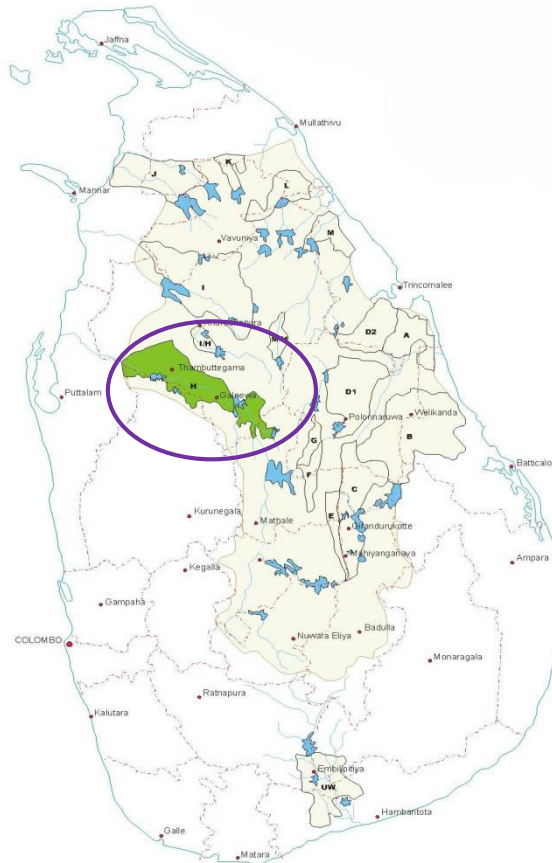 Jaffna
Mullathivu
K
J
L
Mannar
M
Vavuniya
I
Trincomalee
D2
A
I/H
Thambuttegama
H
D1
Puttalam
Galnewa
Polonnaruwa
Welikanda
B
G
Batticalo
F
C
E
Kurunegala
Mathale
Girandurukotte
Mahiyanganaya
Ampara
Kegalla
Gampaha
COLOMBO
Nuwara Eliya
Badulla
Monaragala
Ratnapura
Kalutara
Embilipitiya
UW
Hambantota
Galle
Matara